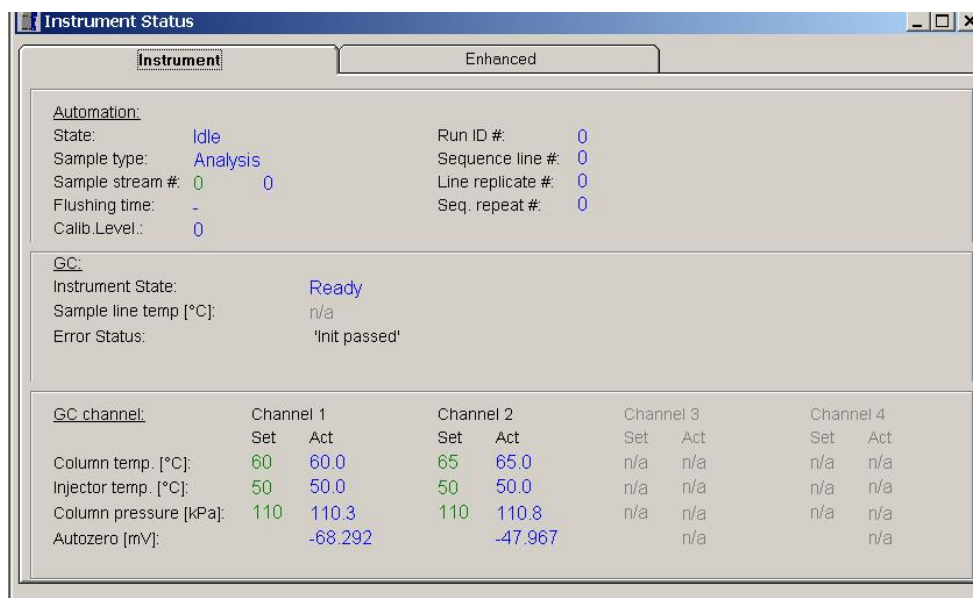 Instrument Status
Instrument Enhanced
Automation:
State: Idle Run ID #: 0
Sample type: Analysis Sequence line #: 0
Sample stream #: 0 0 Line replicate #: 0
Flushing time: - Seq. repeat #: 0
Calib.Level.: 0
GC:
Instrument State: Ready
Sample line temp [°C]: n/a
Error Status: 'Init passed'
GC channel: Channel 1 Channel 2 Channel 3 Channel 4
Set Act Set Act Set Act Set Act
Column temp. [°C]: 60 60.0 65 65.0 n/a n/a n/a n/a
Injector temp. [°C]: 50 50.0 50 50.0 n/a n/a n/a n/a
Column pressure [kPa]: 110 110.3 110 110.8 n/a n/a n/a n/a
Autozero [mV]: -68.292 -47.967 n/a n/a